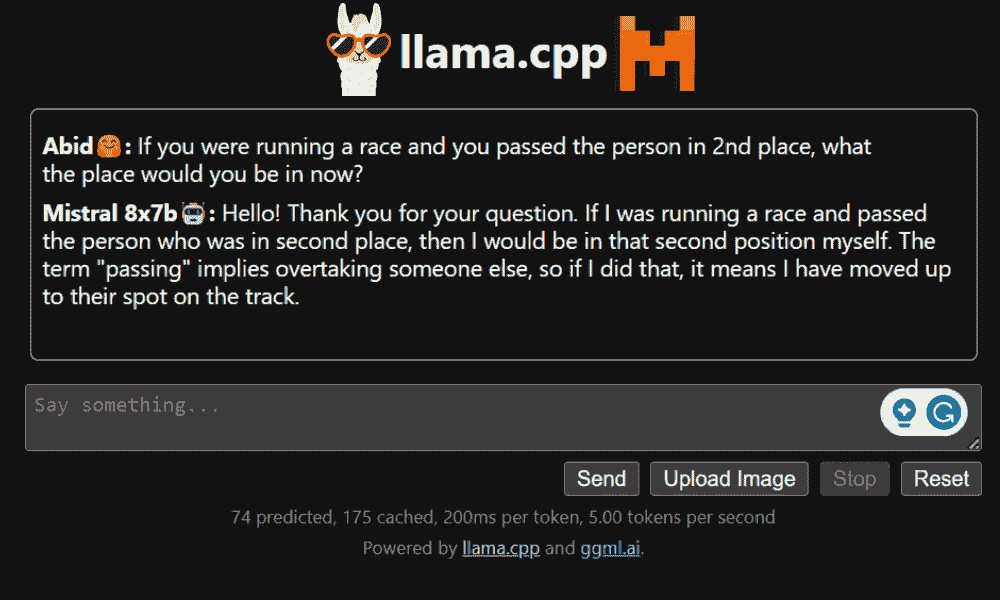 llama.cpp
Abid🤗: If you were running a race and you passed the person in 2nd place, what
the place would you be in now?
Mistral 8x7b🤖: Hello! Thank you for your question. If I was running a race and passed
the person who was in second place, then I would be in that second position myself. The
term "passing" implies overtaking someone else, so if I did that, it means I have moved up
to their spot on the track.
Say something...
Send Upload Image Stop Reset
74 predicted, 175 cached, 200ms per token, 5.00 tokens per second
Powered by llama.cpp and ggml.ai.